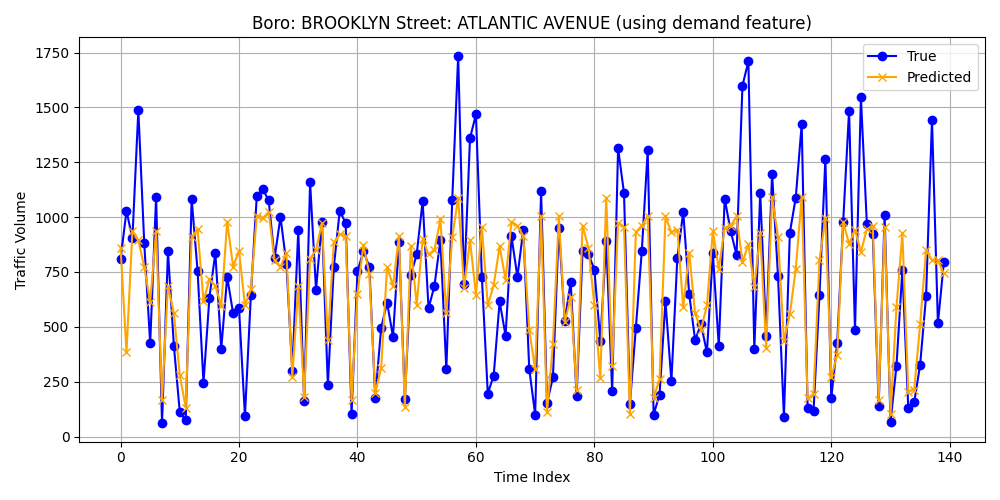 Boro: BROOKLYN Street: ATLANTIC AVENUE (using demand feature)
True
Predicted
Traffic Volume
1750
1500
1250
1000
750
500
250
0
0 20 40 60 80 100 120 140
Time Index